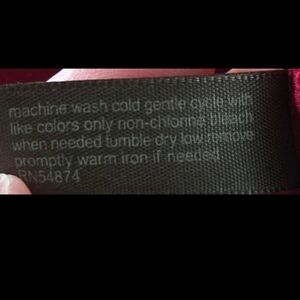 machine wash cold gentle cycle with
like colors only non-chlorine bleach
when needed tumble dry low remove
promptly warm iron if needed
RN54874